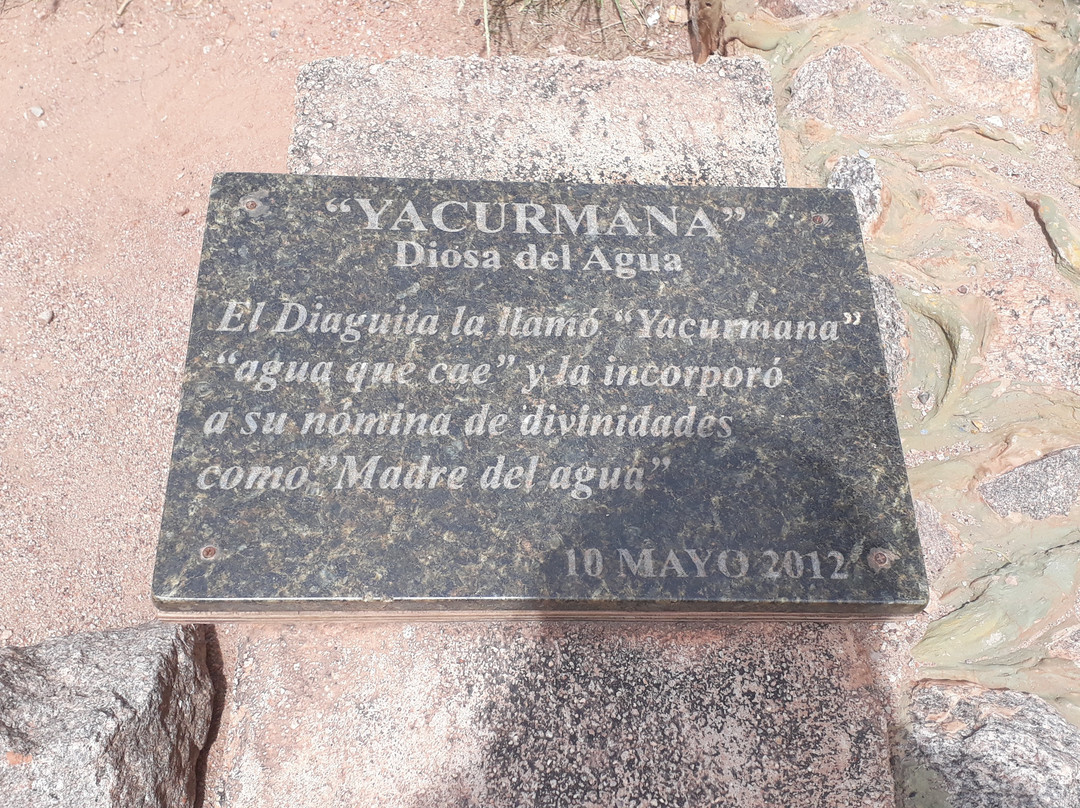 “YACURMANA”
Diosa del Agua
El Diaguita la llamó “Yacurmana”
“agua que cae” y la incorporó
a su nómina de divinidades
como ”Madre del agua”
10 MAYO 2012